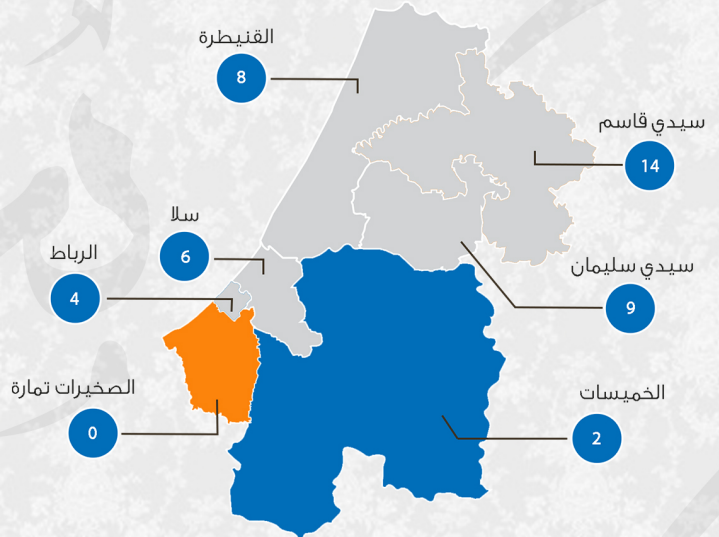 القنيطرة
8
سيدي قاسم
14
سلا
6
الرباط
4
سيدي سليمان
9
الصخيرات تمارة
0
الخميسات
2